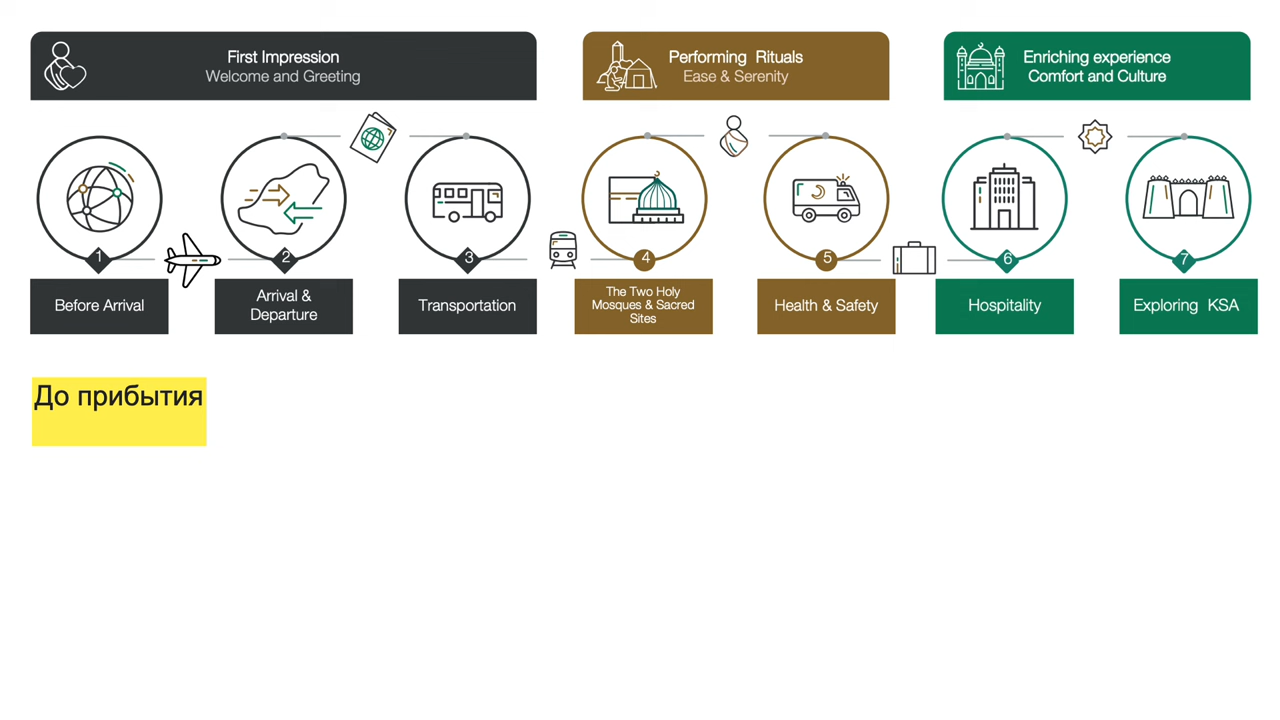 First Impression
Welcome and Greeting
Performing Rituals
Ease & Serenity
Enriching experience
Comfort and Culture
1
2
3
4
5
6
7
Before Arrival
Arrival &
Departure
Transportation
The Two Holy
Mosques & Sacred
Sites
Health & Safety
Hospitality
Exploring KSA
До прибытия